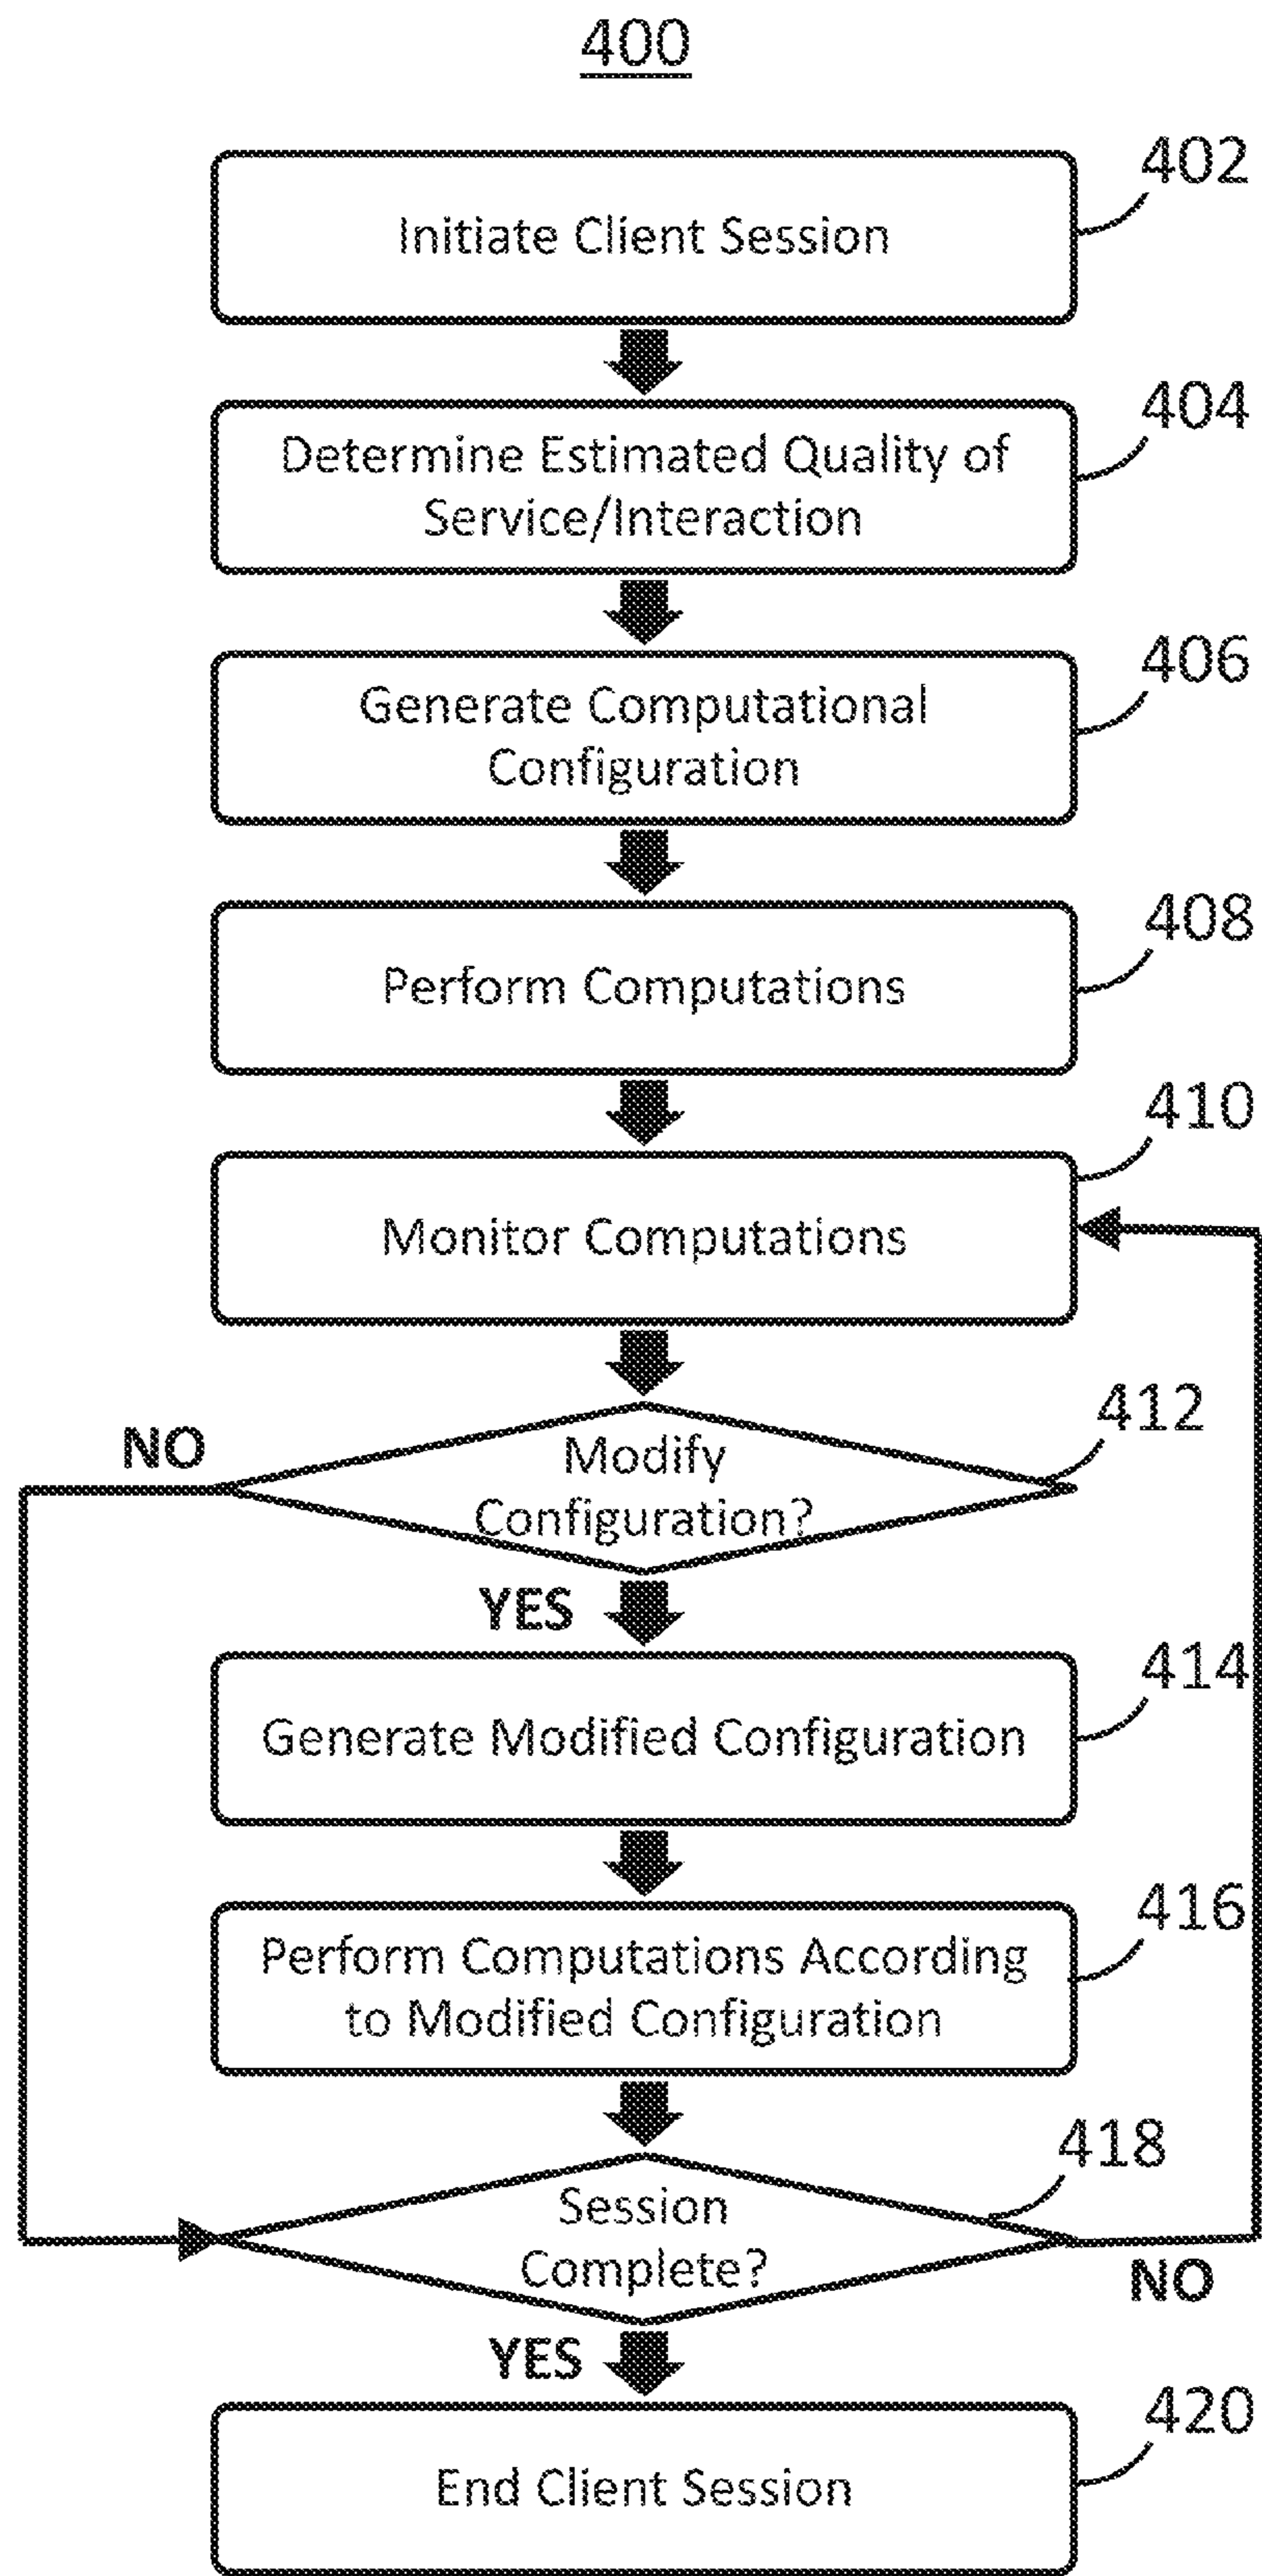 400
402
Initiate Client Session
404
Determine Estimated Quality of
Service/Interaction
406
Generate Computational
Configuration
408
Perform Computations
410
Monitor Computations
412
NO
Modify
Configuration?
YES
414
Generate Modified Configuration
416
Perform Computations According
to Modified Configuration
418
Session
Complete?
NO
YES
420
End Client Session